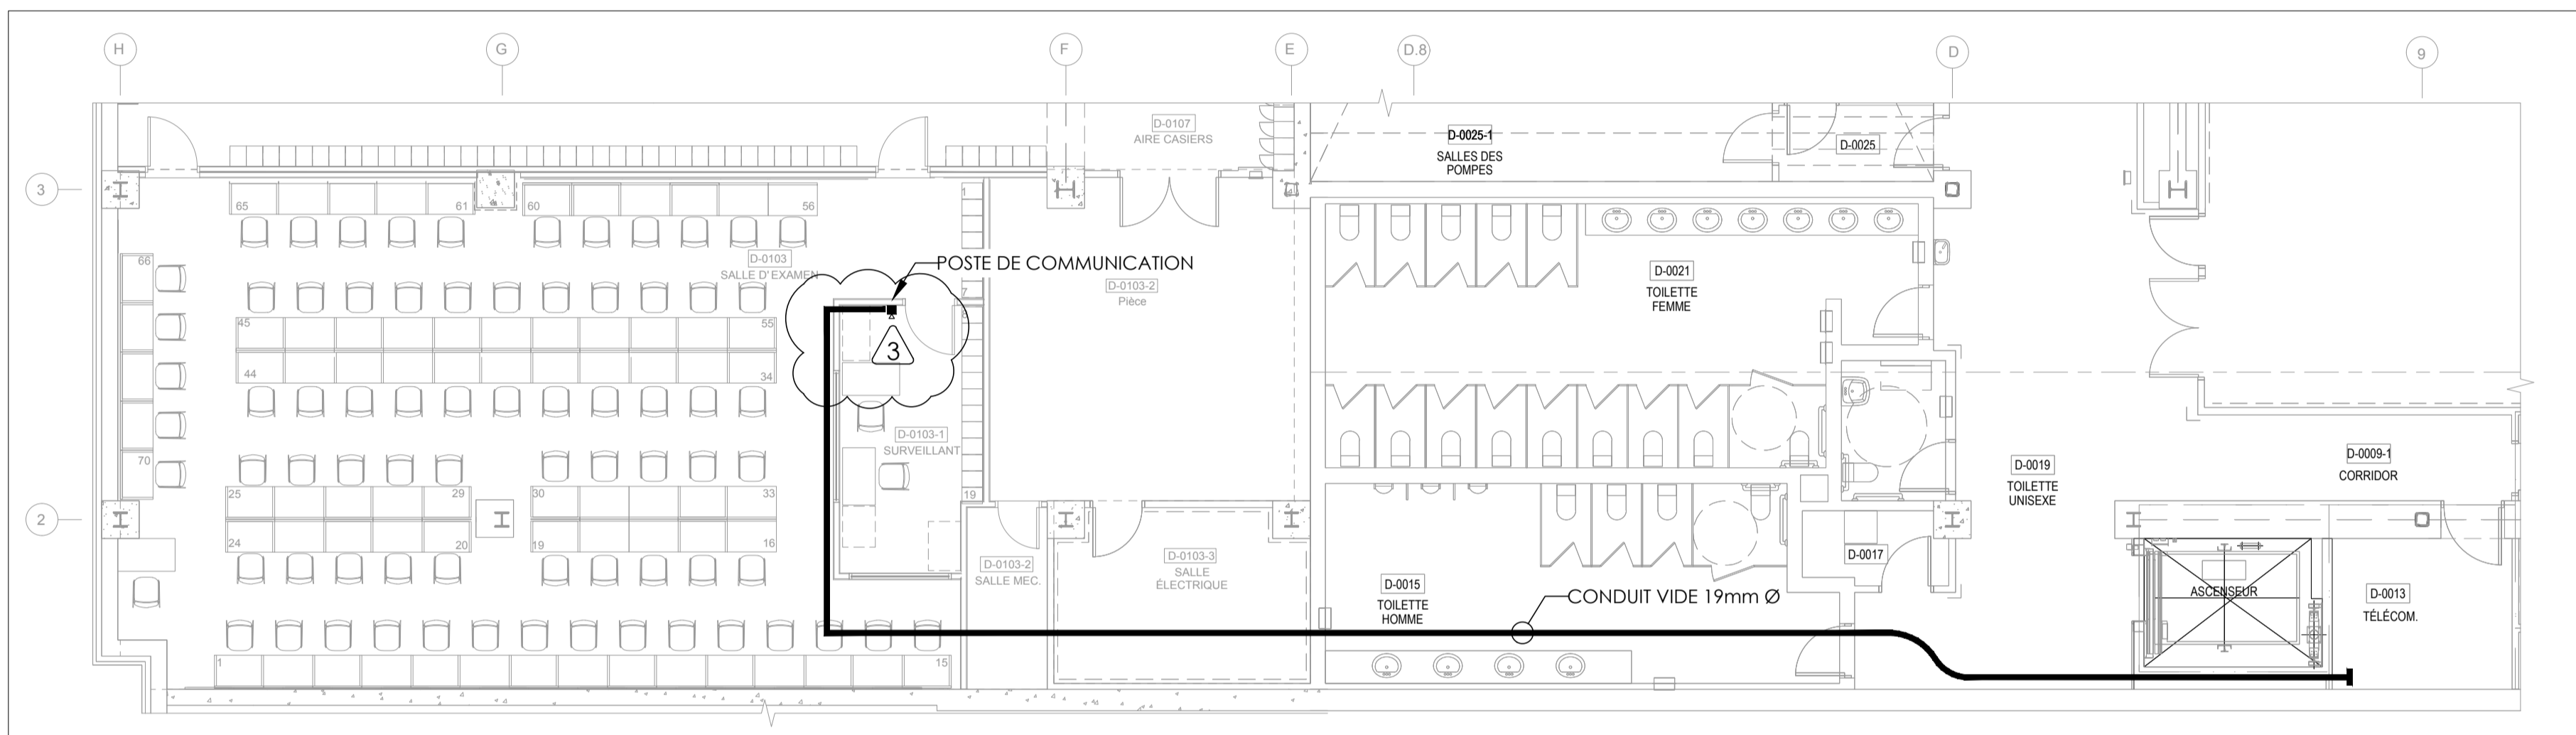 H
G
F
E
D.8
D
9
3
2
D-0107
AIRE CASIERS
D-0025-1
SALLES DES
POMPES
D-0025
65
61
60
56
1
66
D-0103
SALLE D'EXAMEN
POSTE DE COMMUNICATION
7
D-0103-2
Pièce
D-0021
TOILETTE
FEMME
45
55
8
3
44
34
D-0103-1
SURVEILLANT
70
25
29
30
33
19
D-0019
TOILETTE
UNISEXE
D-0009-1
CORRIDOR
24
20
19
16
D-0103-2
SALLE MEC.
D-0103-3
SALLE
ÉLECTRIQUE
D-0017
D-0015
TOILETTE
HOMME
CONDUIT VIDE 19mm Ø
ASCENSEUR
D-0013
TÉLÉCOM.
1
15